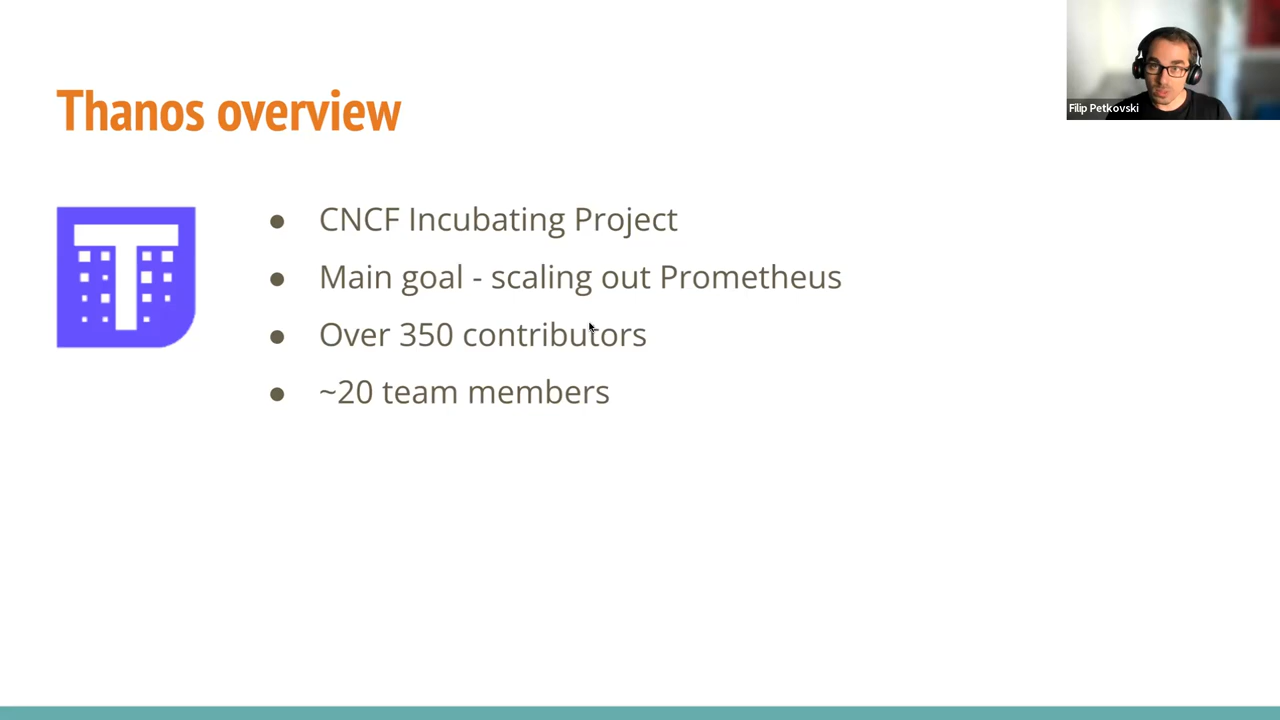 Thanos overview
Filip Petkovski
T
● CNCF Incubating Project
● Main goal - scaling out Prometheus
● Over 350 contributors
● ~20 team members